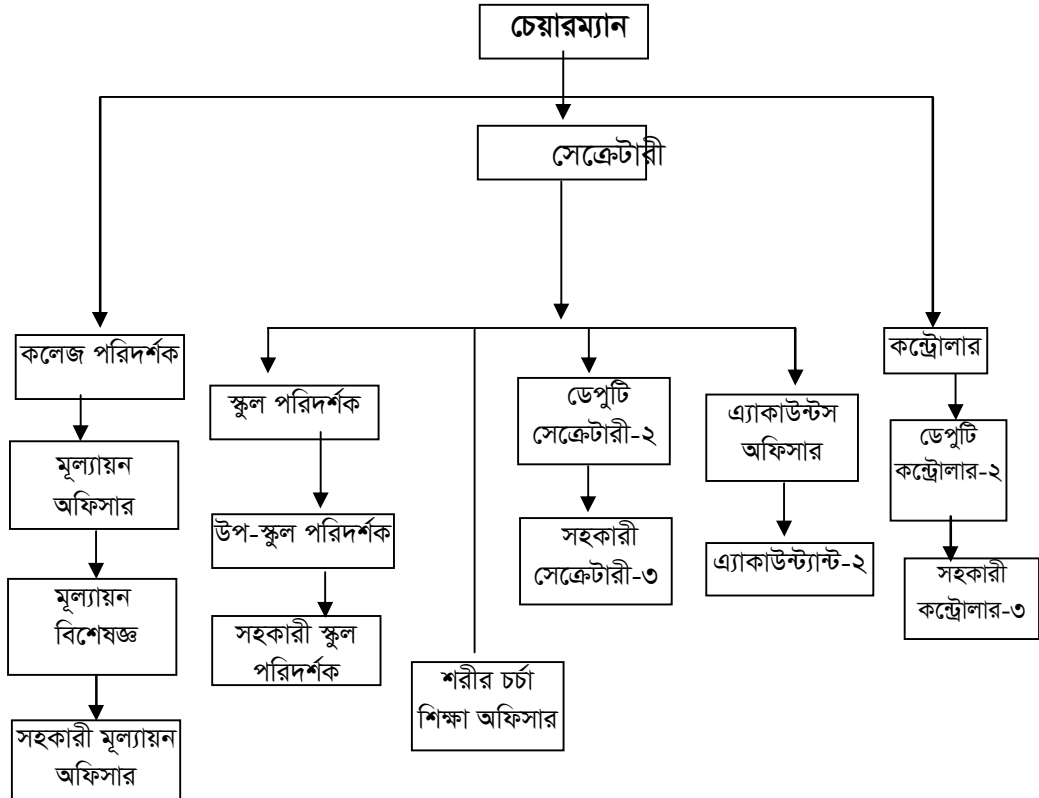 চেয়ারম্যান
সেক্রেটারী
কলেজ পরিদর্শক
কন্ট্রোলার
স্কুল পরিদর্শক
ডেপুটি
সেক্রেটারী-২
এ্যাকাউন্টস
অফিসার
ডেপুটি
কন্ট্রোলার-২
মূল্যায়ন
অফিসার
উপ-স্কুল পরিদর্শক
সহকারী
সেক্রেটারী-৩
এ্যাকাউন্ট্যান্ট-২
সহকারী
কন্ট্রোলার-৩
মূল্যায়ন
বিশেষজ্ঞ
সহকারী স্কুল
পরিদর্শক
শরীর চর্চা
শিক্ষা অফিসার
সহকারী মূল্যায়ন
অফিসার